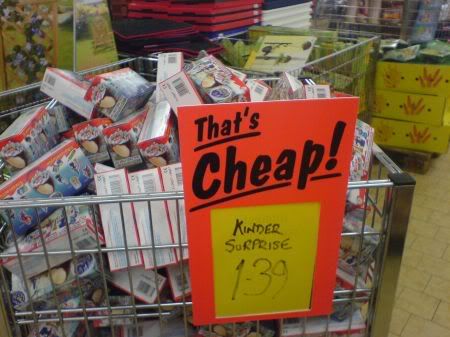 That's
Cheap!
KINDER
SURPRISE
1-39